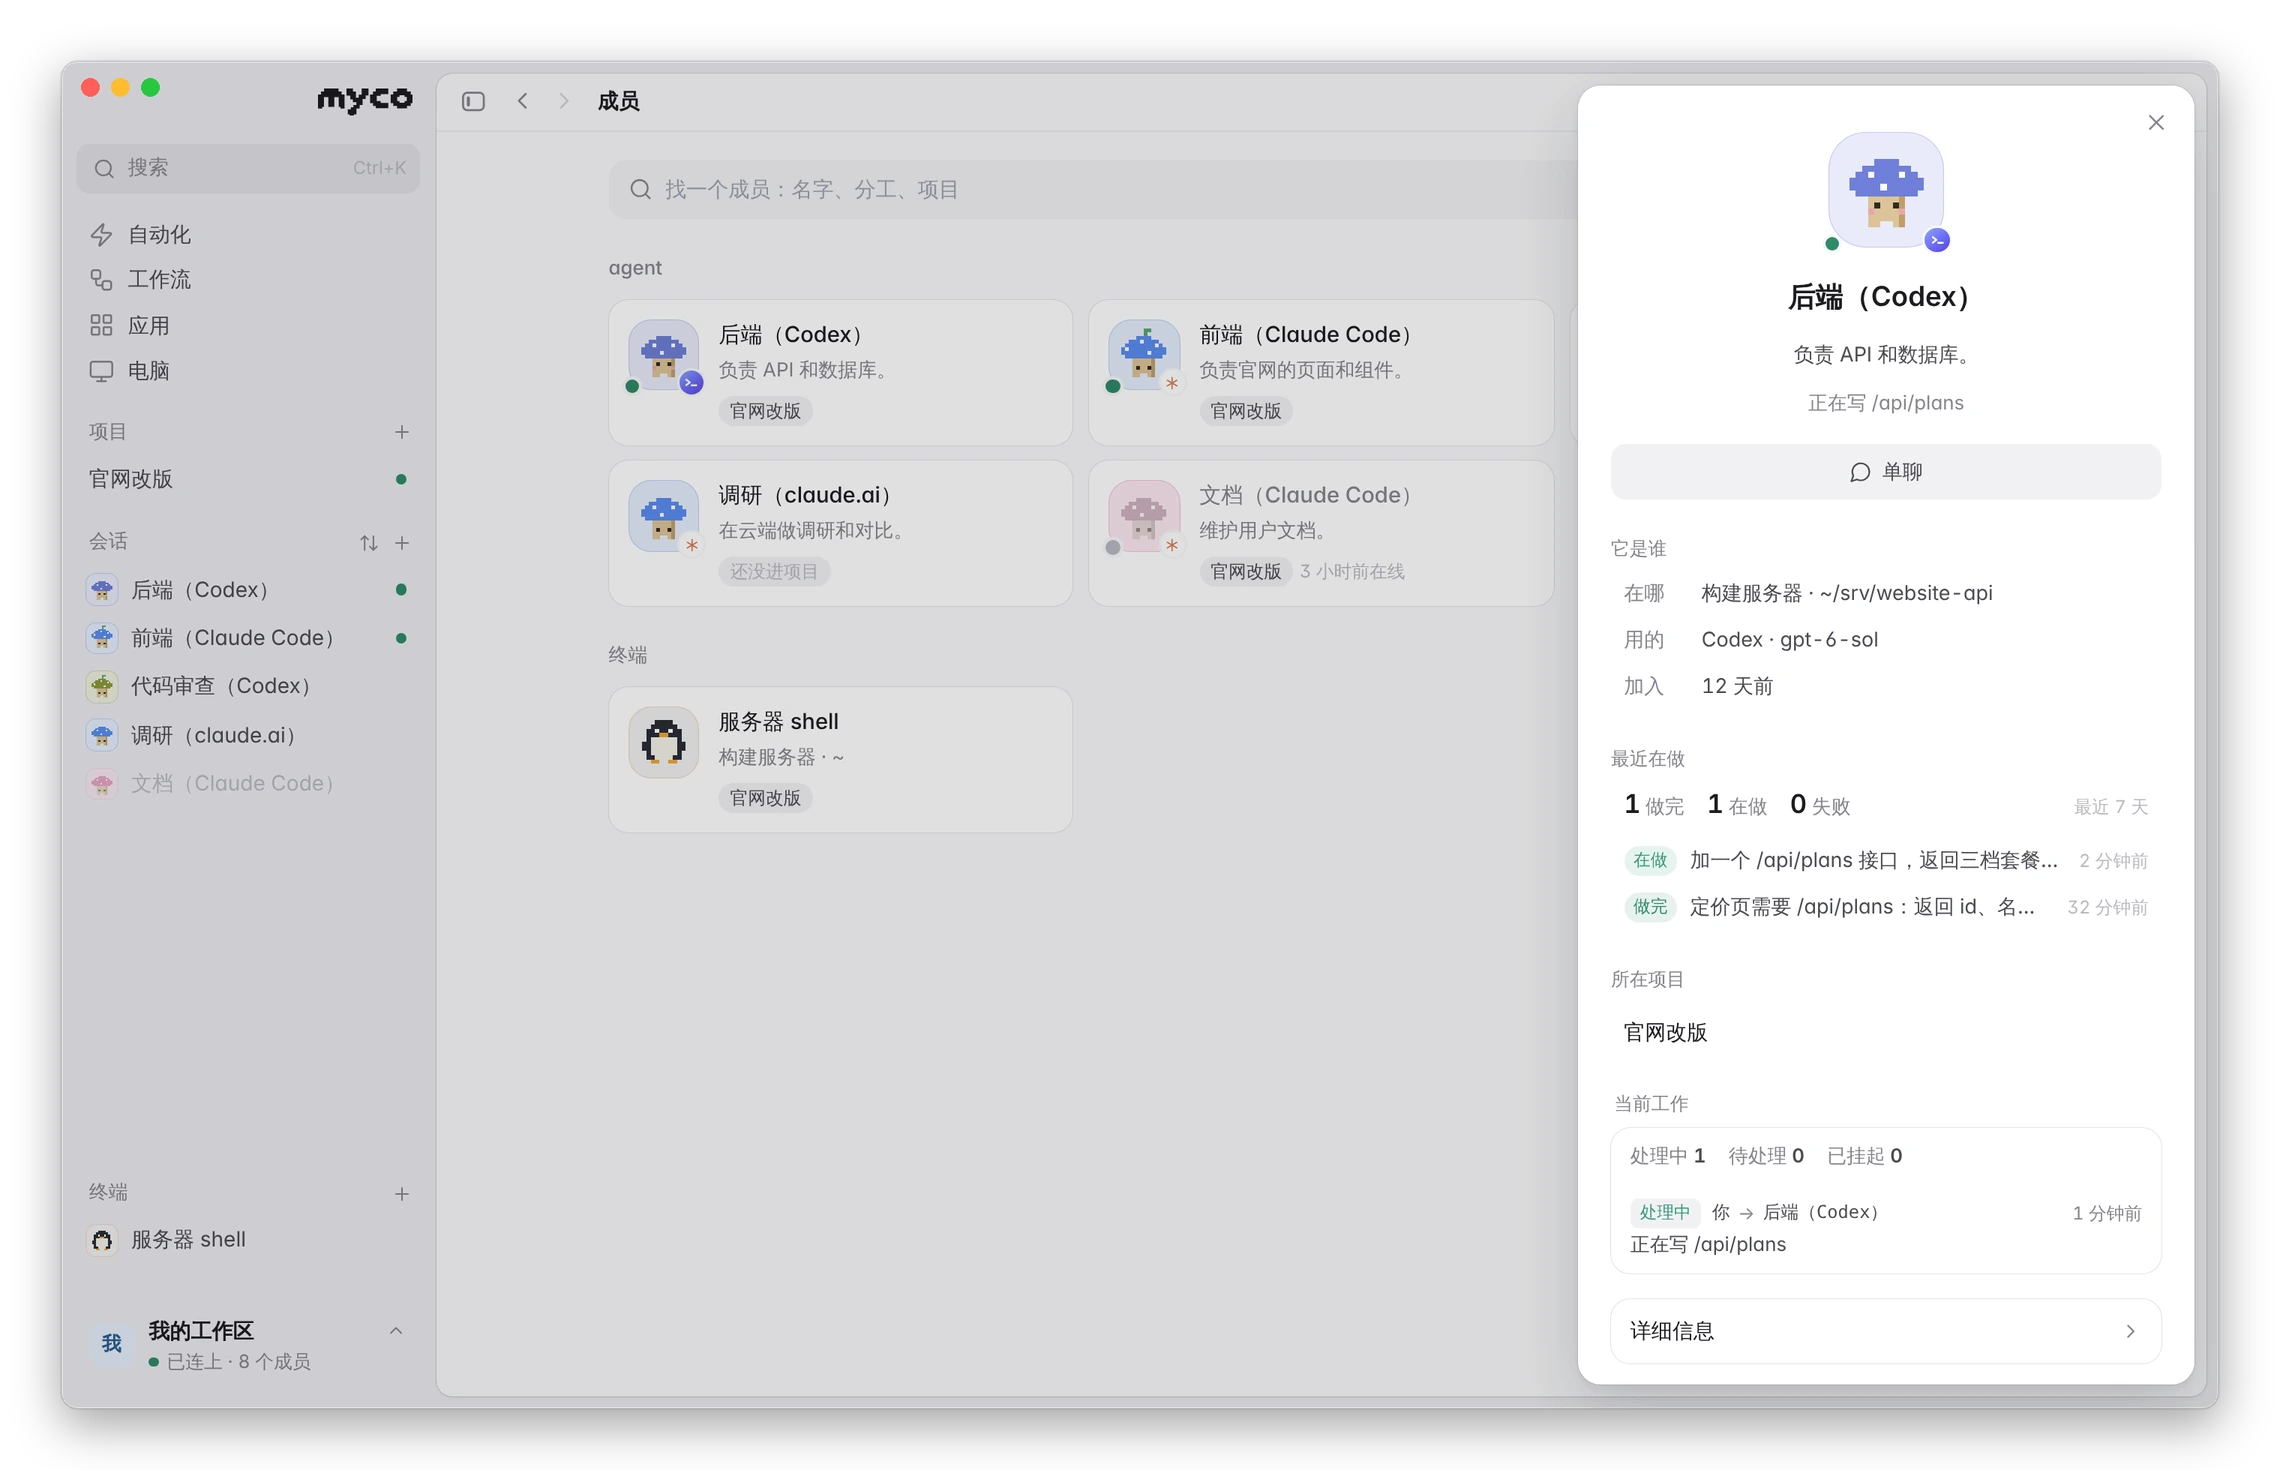 myco
搜索 Ctrl+K
自动化
工作流
应用
电脑
项目
官网改版
会话
后端（Codex）
前端（Claude Code）
代码审查（Codex）
调研（claude.ai）
文档（Claude Code）
终端
服务器 shell
我
我的工作区
已连上 · 8 个成员
成员
找一个成员：名字、分工、项目
agent
后端（Codex）
负责 API 和数据库。
官网改版
前端（Claude Code）
负责官网的页面和组件。
官网改版
调研（claude.ai）
在云端做调研和对比。
还没进项目
文档（Claude Code）
维护用户文档。
官网改版 3 小时前在线
终端
服务器 shell
构建服务器 · ~
官网改版
后端（Codex）
负责 API 和数据库。
正在写 /api/plans
单聊
它是谁
在哪 构建服务器 · ~/srv/website-api
用的 Codex · gpt-6-sol
加入 12 天前
最近在做
1 做完 1 在做 0 失败 最近 7 天
在做 加一个 /api/plans 接口，返回三档套餐... 2 分钟前
做完 定价页需要 /api/plans：返回 id、名... 32 分钟前
所在项目
官网改版
当前工作
处理中 1 待处理 0 已挂起 0
处理中 你 → 后端（Codex） 1 分钟前
正在写 /api/plans
详细信息